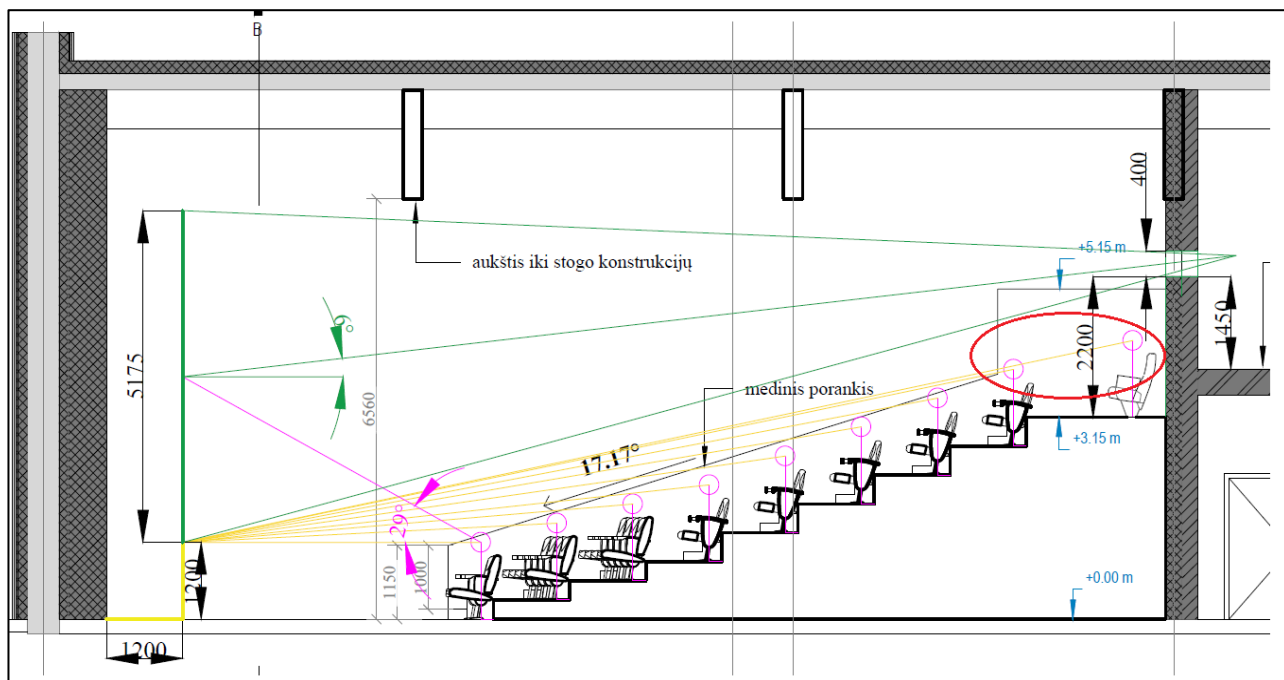 B
400
+5.15 m
aukštis iki stogo konstrukcijų
9°
5175
6560
2200
1450
medinis porankis
17.17°
+3.15 m
29°
1200
1150
1000
+0.00 m
1200